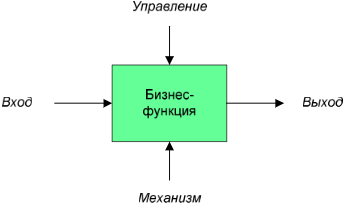 Управление
Вход
Бизнес-
функция
Выход
Механизм